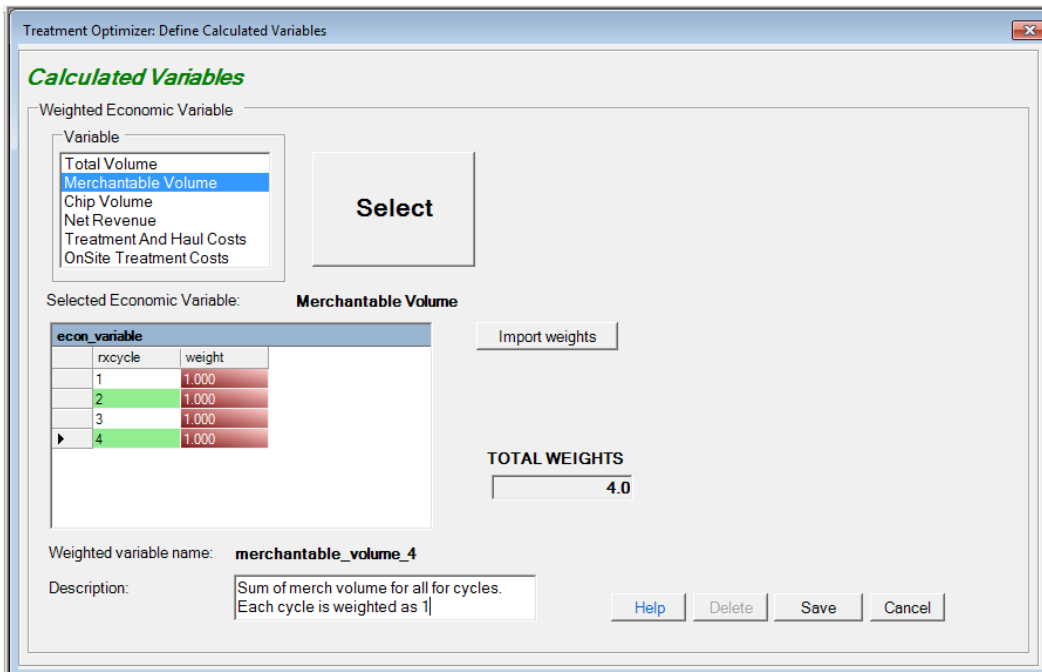 Treatment Optimizer: Define Calculated Variables
Calculated Variables
Weighted Economic Variable
Variable
Total Volume
Merchantable Volume
Chip Volume
Net Revenue
Treatment And Haul Costs
OnSite Treatment Costs
Select
Selected Economic Variable: Merchantable Volume
econ_variable
rxcycle weight
1 1.000
2 1.000
3 1.000
4 1.000
Import weights
TOTAL WEIGHTS
4.0
Weighted variable name: merchantable_volume_4
Description:
Sum of merch volume for all for cycles.
Each cycle is weighted as 1
Help Delete Save Cancel